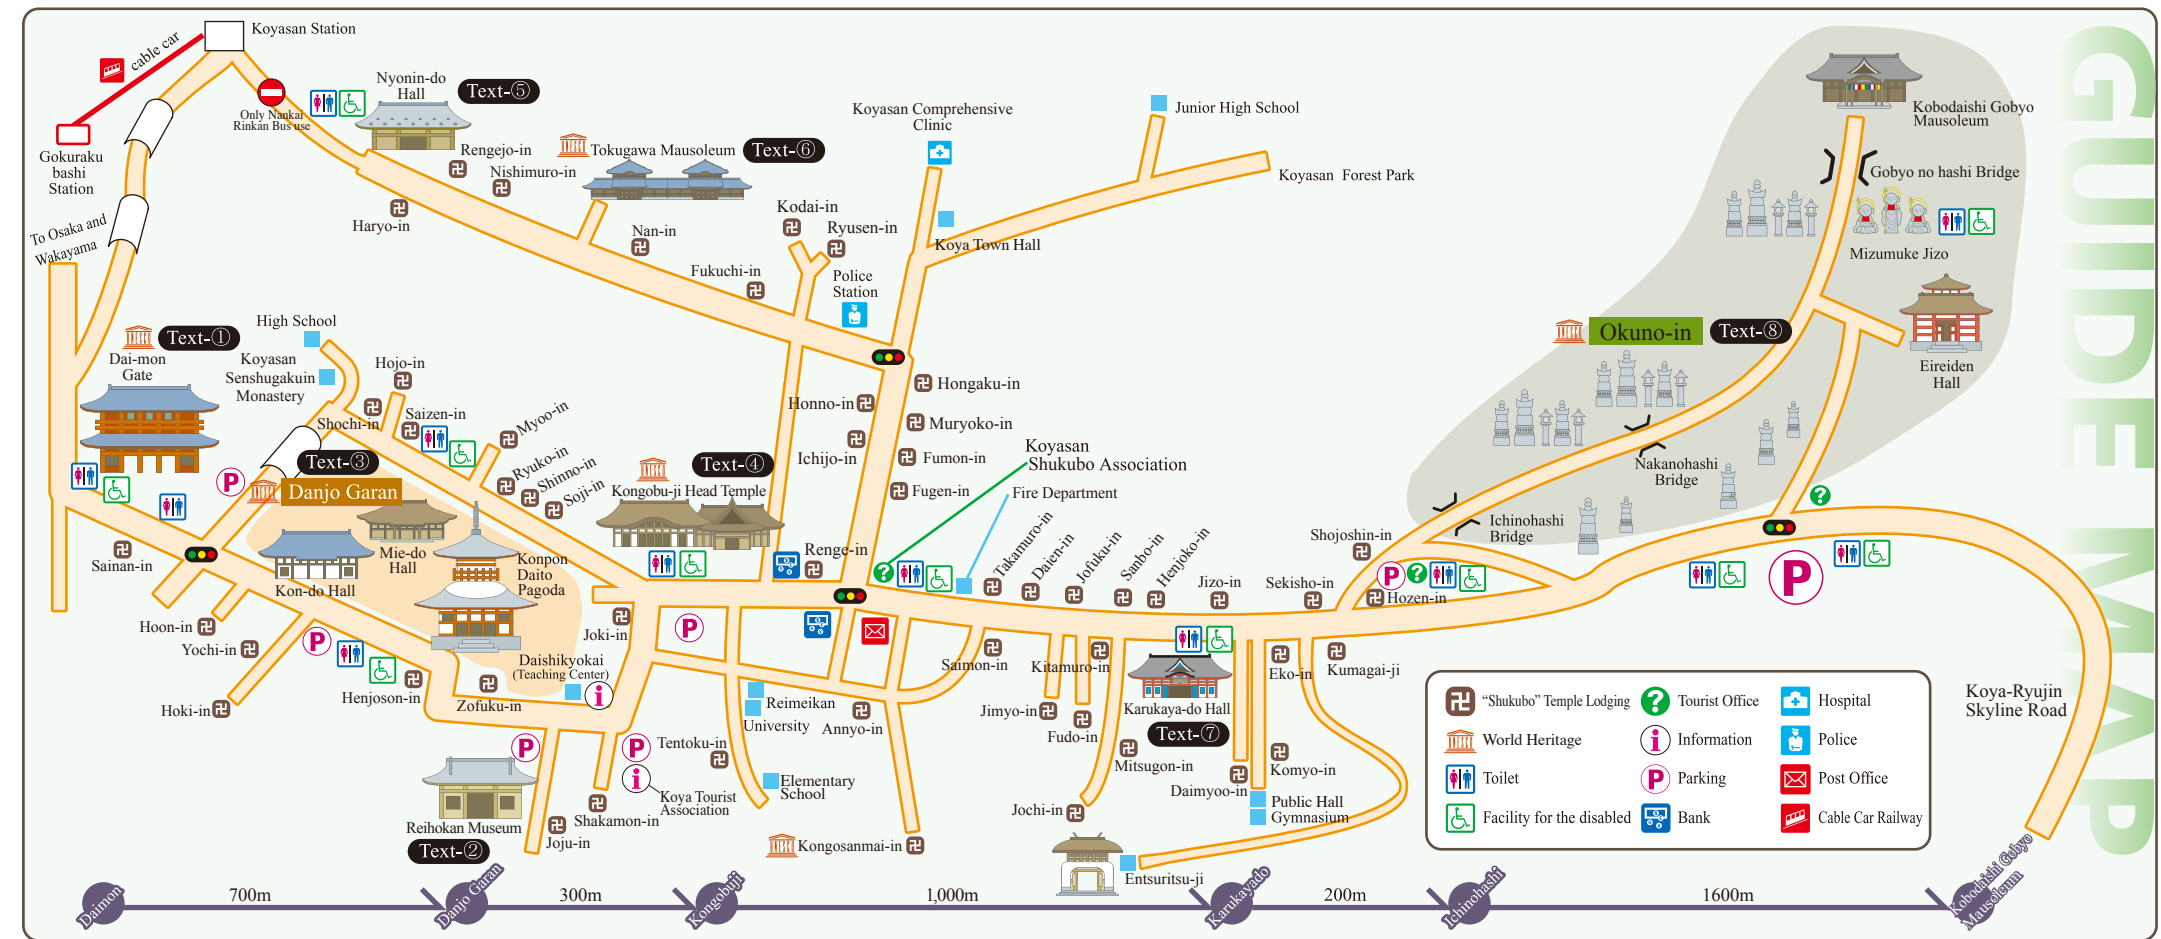 GUIDE MAP
Koyasan Station
cable car
Gokuraku
bashi
Station
Only Nankai
Rinkan Bus use
To Osaka and
Wakayama
Nyonin-do
Hall
Text-⑤
Rengejo-in
Nishimuro-in
Haryo-in
Tokugawa Mausoleum
Text-⑥
Nan-in
Fukuchi-in
Kodai-in
Ryusen-in
Police
Station
Koyasan Comprehensive
Clinic
Koya Town Hall
Junior High School
Koyasan Forest Park
Kobodaishi Gobyo
Mausoleum
Gobyo no hashi Bridge
Mizumuke Jizo
Eireiden
Hall
Okuno-in
Text-⑧
Nakanohashi
Bridge
Ichinohashi
Bridge
Text-①
Dai-mon
Gate
High School
Koyasan
Senshugakuin
Monastery
Hojo-in
Shochi-in
Saizen-in
Myoo-in
Ryuko-in
Shinno-in
Soji-in
Text-③
Danjo Garan
P
Mie-do
Hall
Kon-do Hall
Konpon
Daito
Pagoda
Sainan-in
Hoon-in
Yochi-in
Hoki-in
P
Henjoson-in
Zofuku-in
Daishikyokai
(Teaching Center)
i
Joki-in
Text-④
Kongobu-ji Head Temple
Renge-in
Honno-in
Ichijo-in
Hongaku-in
Muryoko-in
Fumon-in
Fugen-in
Koyasan
Shukubo Association
Fire Department
?
Takamuro-in
Daien-in
Jofuku-in
Sanbo-in
Henjoko-in
Jizo-in
Sekisho-in
Shojoshin-in
P
?
Hozen-in
?
P
P
Saimon-in
Kitamuro-in
Jimyo-in
Fudo-in
Karukaya-do Hall
Text-⑦
Eko-in
Kumagai-ji
Mitsugon-in
Komyo-in
Daimyoo-in
Jochi-in
Public Hall
Gymnasium
Entsuritsu-ji
Reimeikan
University
Annyo-in
Tentoku-in
Elementary
School
P
P
i
Koya Tourist
Association
Shakamon-in
Joju-in
Reihokan Museum
Text-②
Kongosanmai-in
Koya-Ryujin
Skyline Road
"Shukubo" Temple Lodging
? Tourist Office
Hospital
World Heritage
i Information
Police
Toilet
P Parking
Post Office
Facility for the disabled
Bank
Cable Car Railway
Daimon
700m
Danjo Garan
300m
Kongobuji
1,000m
Karukayado
200m
Ichinohashi
1600m
Kobodaishi Gobyo
Mausoleum